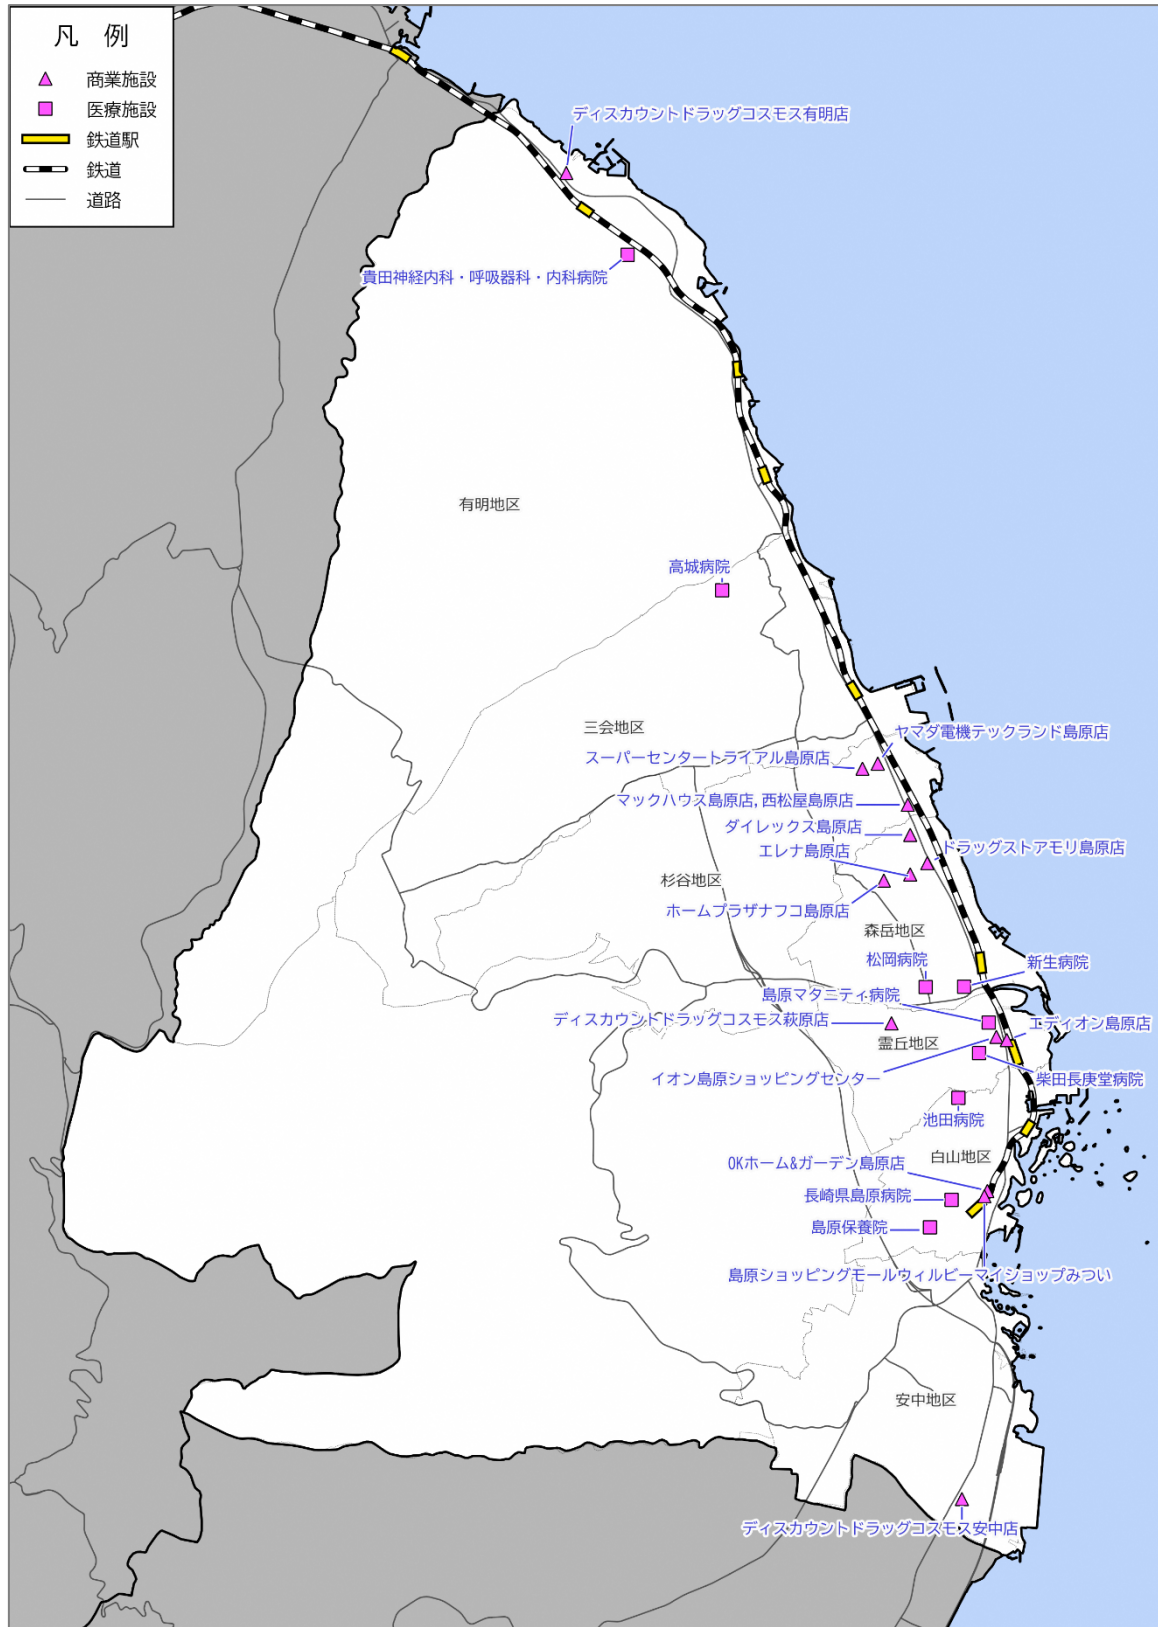 凡 例
商業施設
医療施設
鉄道駅
鉄道
道路
ディスカウントドラッグコスモス有明店
貴田神経内科・呼吸器科・内科病院
有明地区
高城病院
三会地区
ヤマダ電機テックランド島原店
スーパーセンタートライアル島原店
マックハウス島原店, 西松屋島原店
ダイレックス島原店
エレナ島原店
ドラッグストアモリ島原店
杉谷地区
ホームプラザナフコ島原店
森岳地区
松岡病院
新生病院
島原マタニティ病院
ディスカウントドラッグコスモス萩原店
エディオン島原店
霊丘地区
イオン島原ショッピングセンター
柴田長庚堂病院
池田病院
白山地区
OKホーム&ガーデン島原店
長崎県島原病院
島原保養院
島原ショッピングモールウィルビーマイショップみつい
安中地区
ディスカウントドラッグコスモス安中店